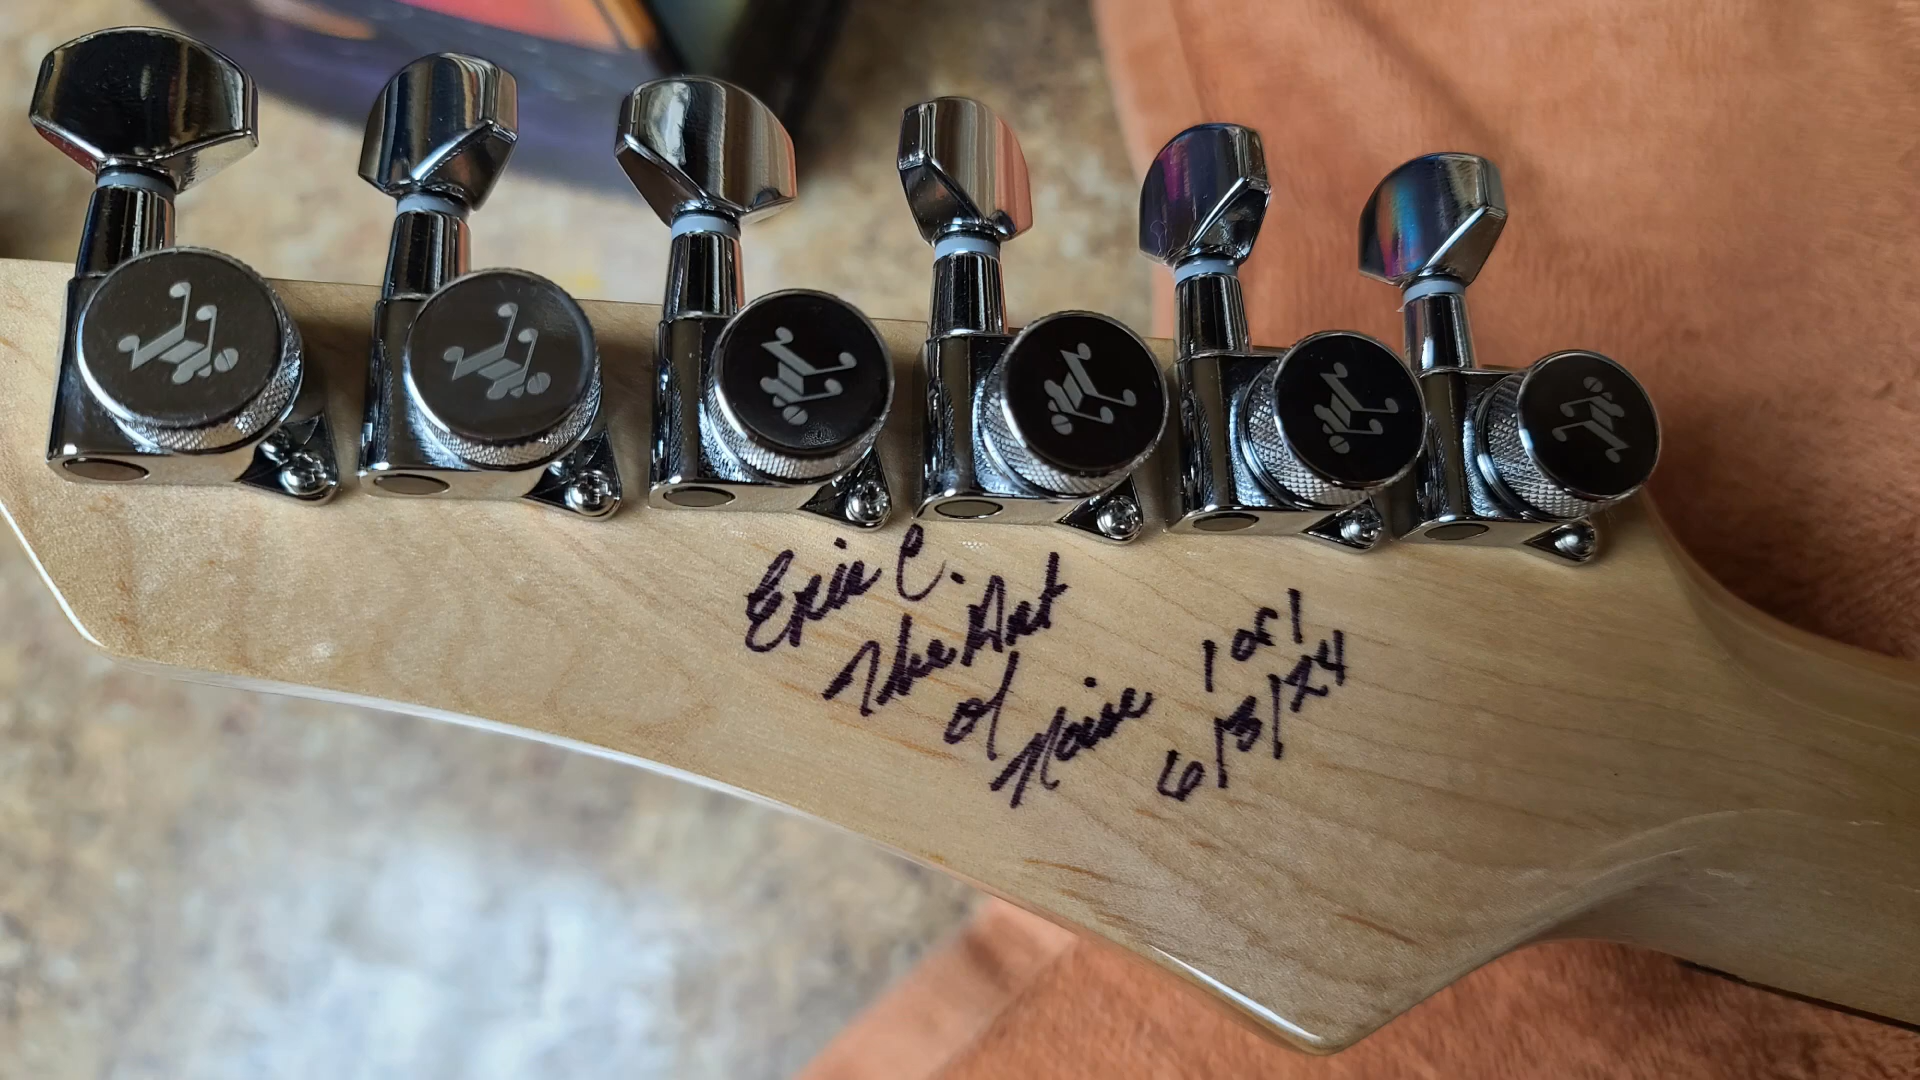 Eric C.
The Art
of
Noise
1 of 1
6/3/24